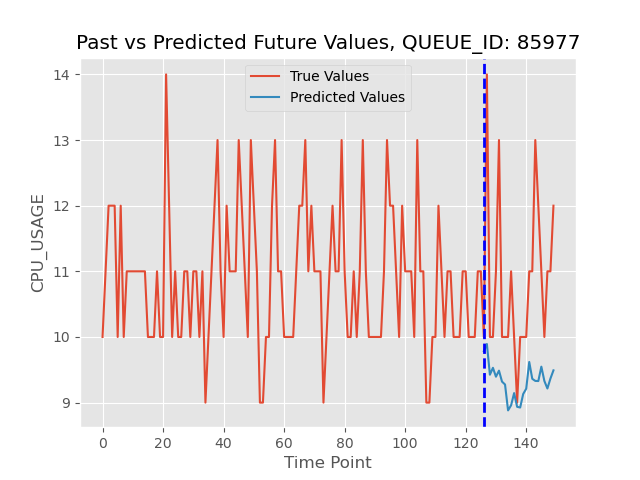 Past vs Predicted Future Values, QUEUE_ID: 85977
True Values
Predicted Values
14
13
12
11
10
9
CPU_USAGE
0 20 40 60 80 100 120 140
Time Point